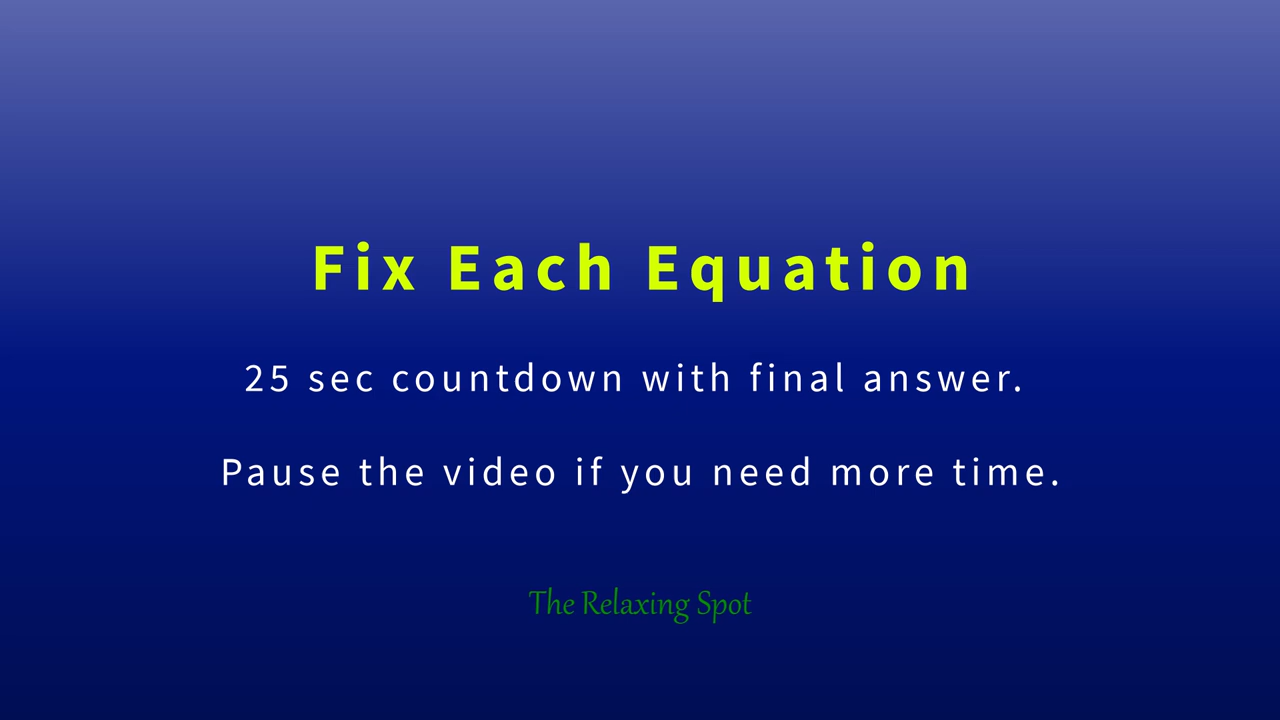 Fix Each Equation
25 sec countdown with final answer.
Pause the video if you need more time.
The Relaxing Spot